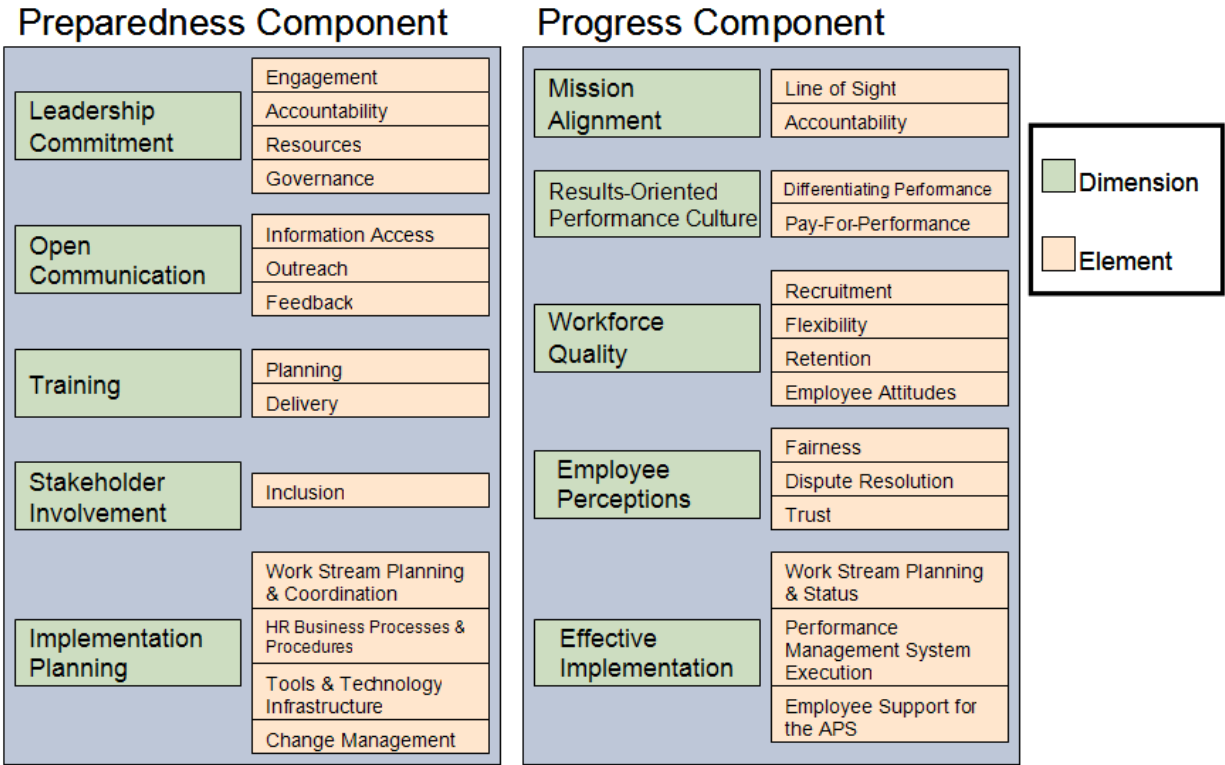 Preparedness Component
Leadership
Commitment
Engagement
Accountability
Resources
Governance
Open
Communication
Information Access
Outreach
Feedback
Training
Planning
Delivery
Stakeholder
Involvement
Inclusion
Implementation
Planning
Work Stream Planning
& Coordination
HR Business Processes &
Procedures
Tools & Technology
Infrastructure
Change Management
Progress Component
Mission
Alignment
Line of Sight
Accountability
Results-Oriented
Performance Culture
Differentiating Performance
Pay-For-Performance
Workforce
Quality
Recruitment
Flexibility
Retention
Employee Attitudes
Employee
Perceptions
Fairness
Dispute Resolution
Trust
Effective
Implementation
Work Stream Planning
& Status
Performance
Management System
Execution
Employee Support for
the APS
Dimension
Element